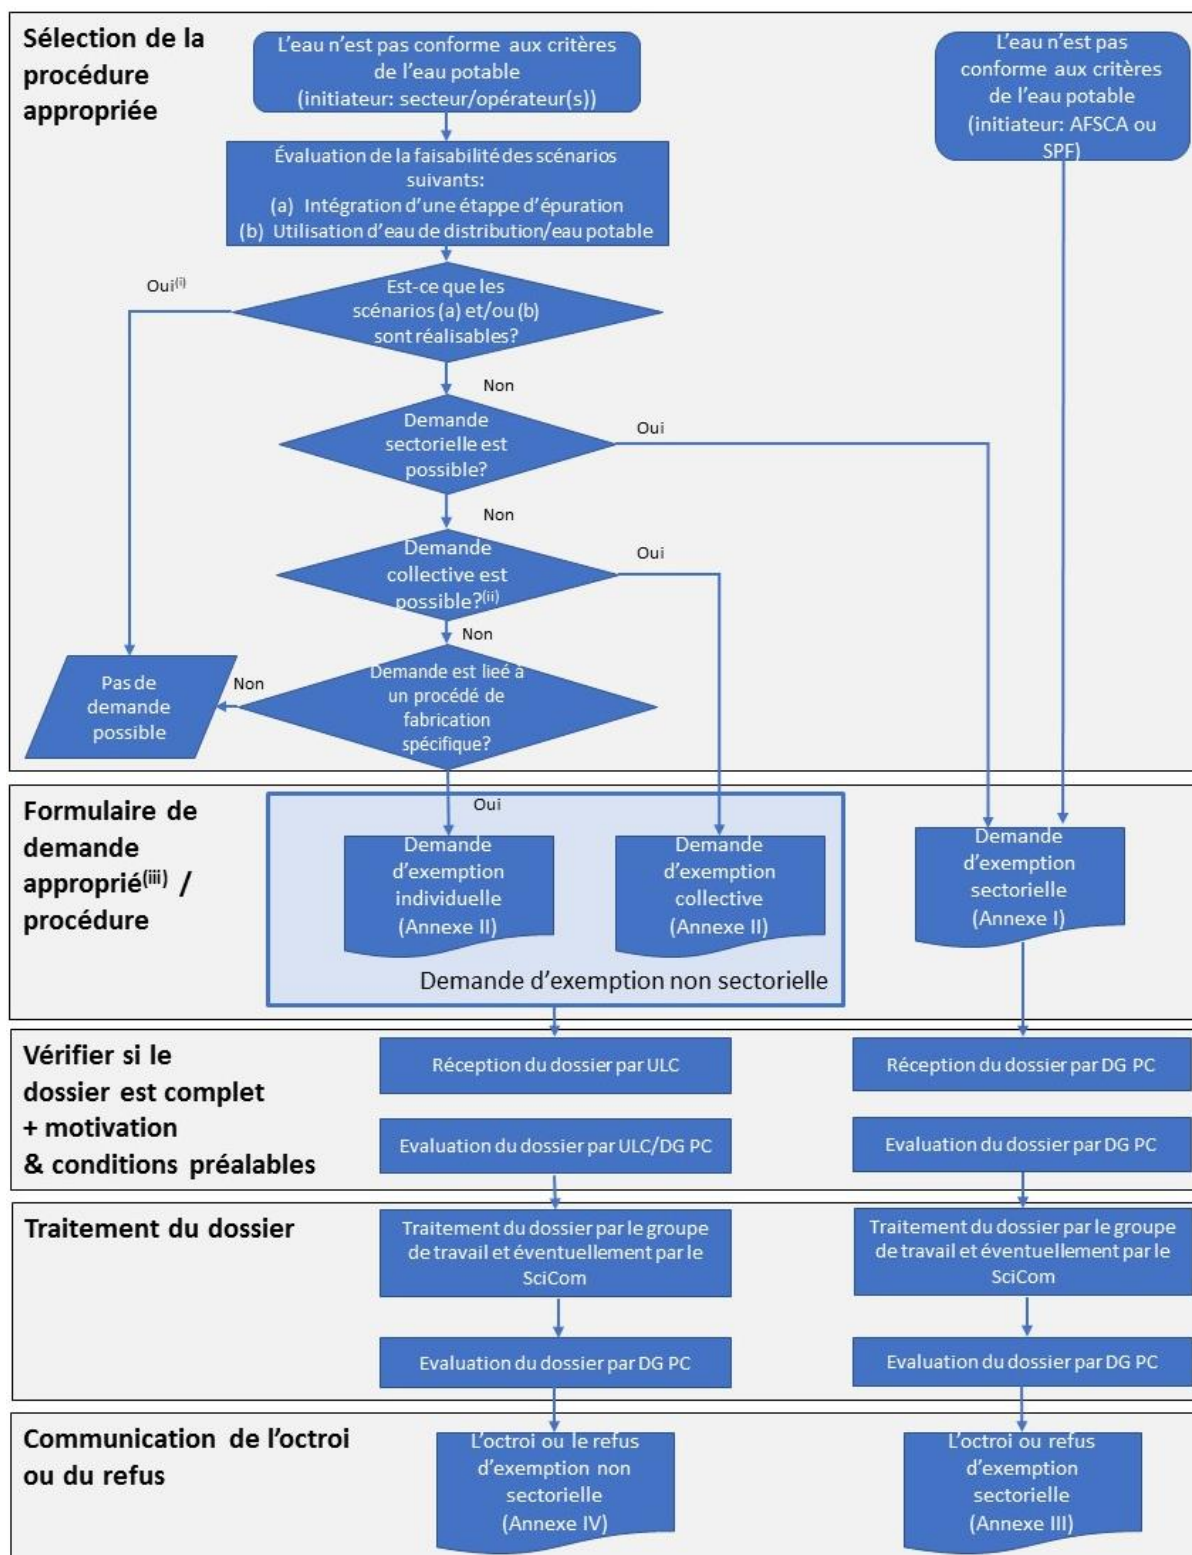 Sélection de la
procédure
appropriée
L'eau n'est pas conforme aux critères
de l'eau potable
(initiateur: secteur/opérateur(s))
L'eau n'est pas
conforme aux critères
de l'eau potable
(initiateur: AFSCA ou
SPF)
Évaluation de la faisabilité des scénarios
suivants:
(a) Intégration d'une étape d'épuration
(b) Utilisation d'eau de distribution/eau potable
Oui(i)
Est-ce que les
scénarios (a) et/ou (b)
sont réalisables?
Non
Demande
sectorielle est
possible?
Oui
Non
Demande
collective est
possible?(ii)
Oui
Non
Pas de
demande
possible
Non
Demande est lieé à
un procédé de
fabrication
spécifique?
Formulaire de
demande
approprié(iii) /
procédure
Oui
Demande
d'exemption
individuelle
(Annexe II)
Demande
d'exemption
collective
(Annexe II)
Demande
d'exemption
sectorielle
(Annexe I)
Demande d'exemption non sectorielle
Vérifier si le
dossier est complet
+ motivation
& conditions préalables
Réception du dossier par ULC
Réception du dossier par DG PC
Evaluation du dossier par ULC/DG PC
Evaluation du dossier par DG PC
Traitement du dossier
Traitement du dossier par le groupe
de travail et éventuellement par le
SciCom
Traitement du dossier par le groupe
de travail et éventuellement par le
SciCom
Evaluation du dossier par DG PC
Evaluation du dossier par DG PC
Communication de l'octroi
ou du refus
L'octroi ou le refus
d'exemption non
sectorielle
(Annexe IV)
L'octroi ou refus
d'exemption
sectorielle
(Annexe III)